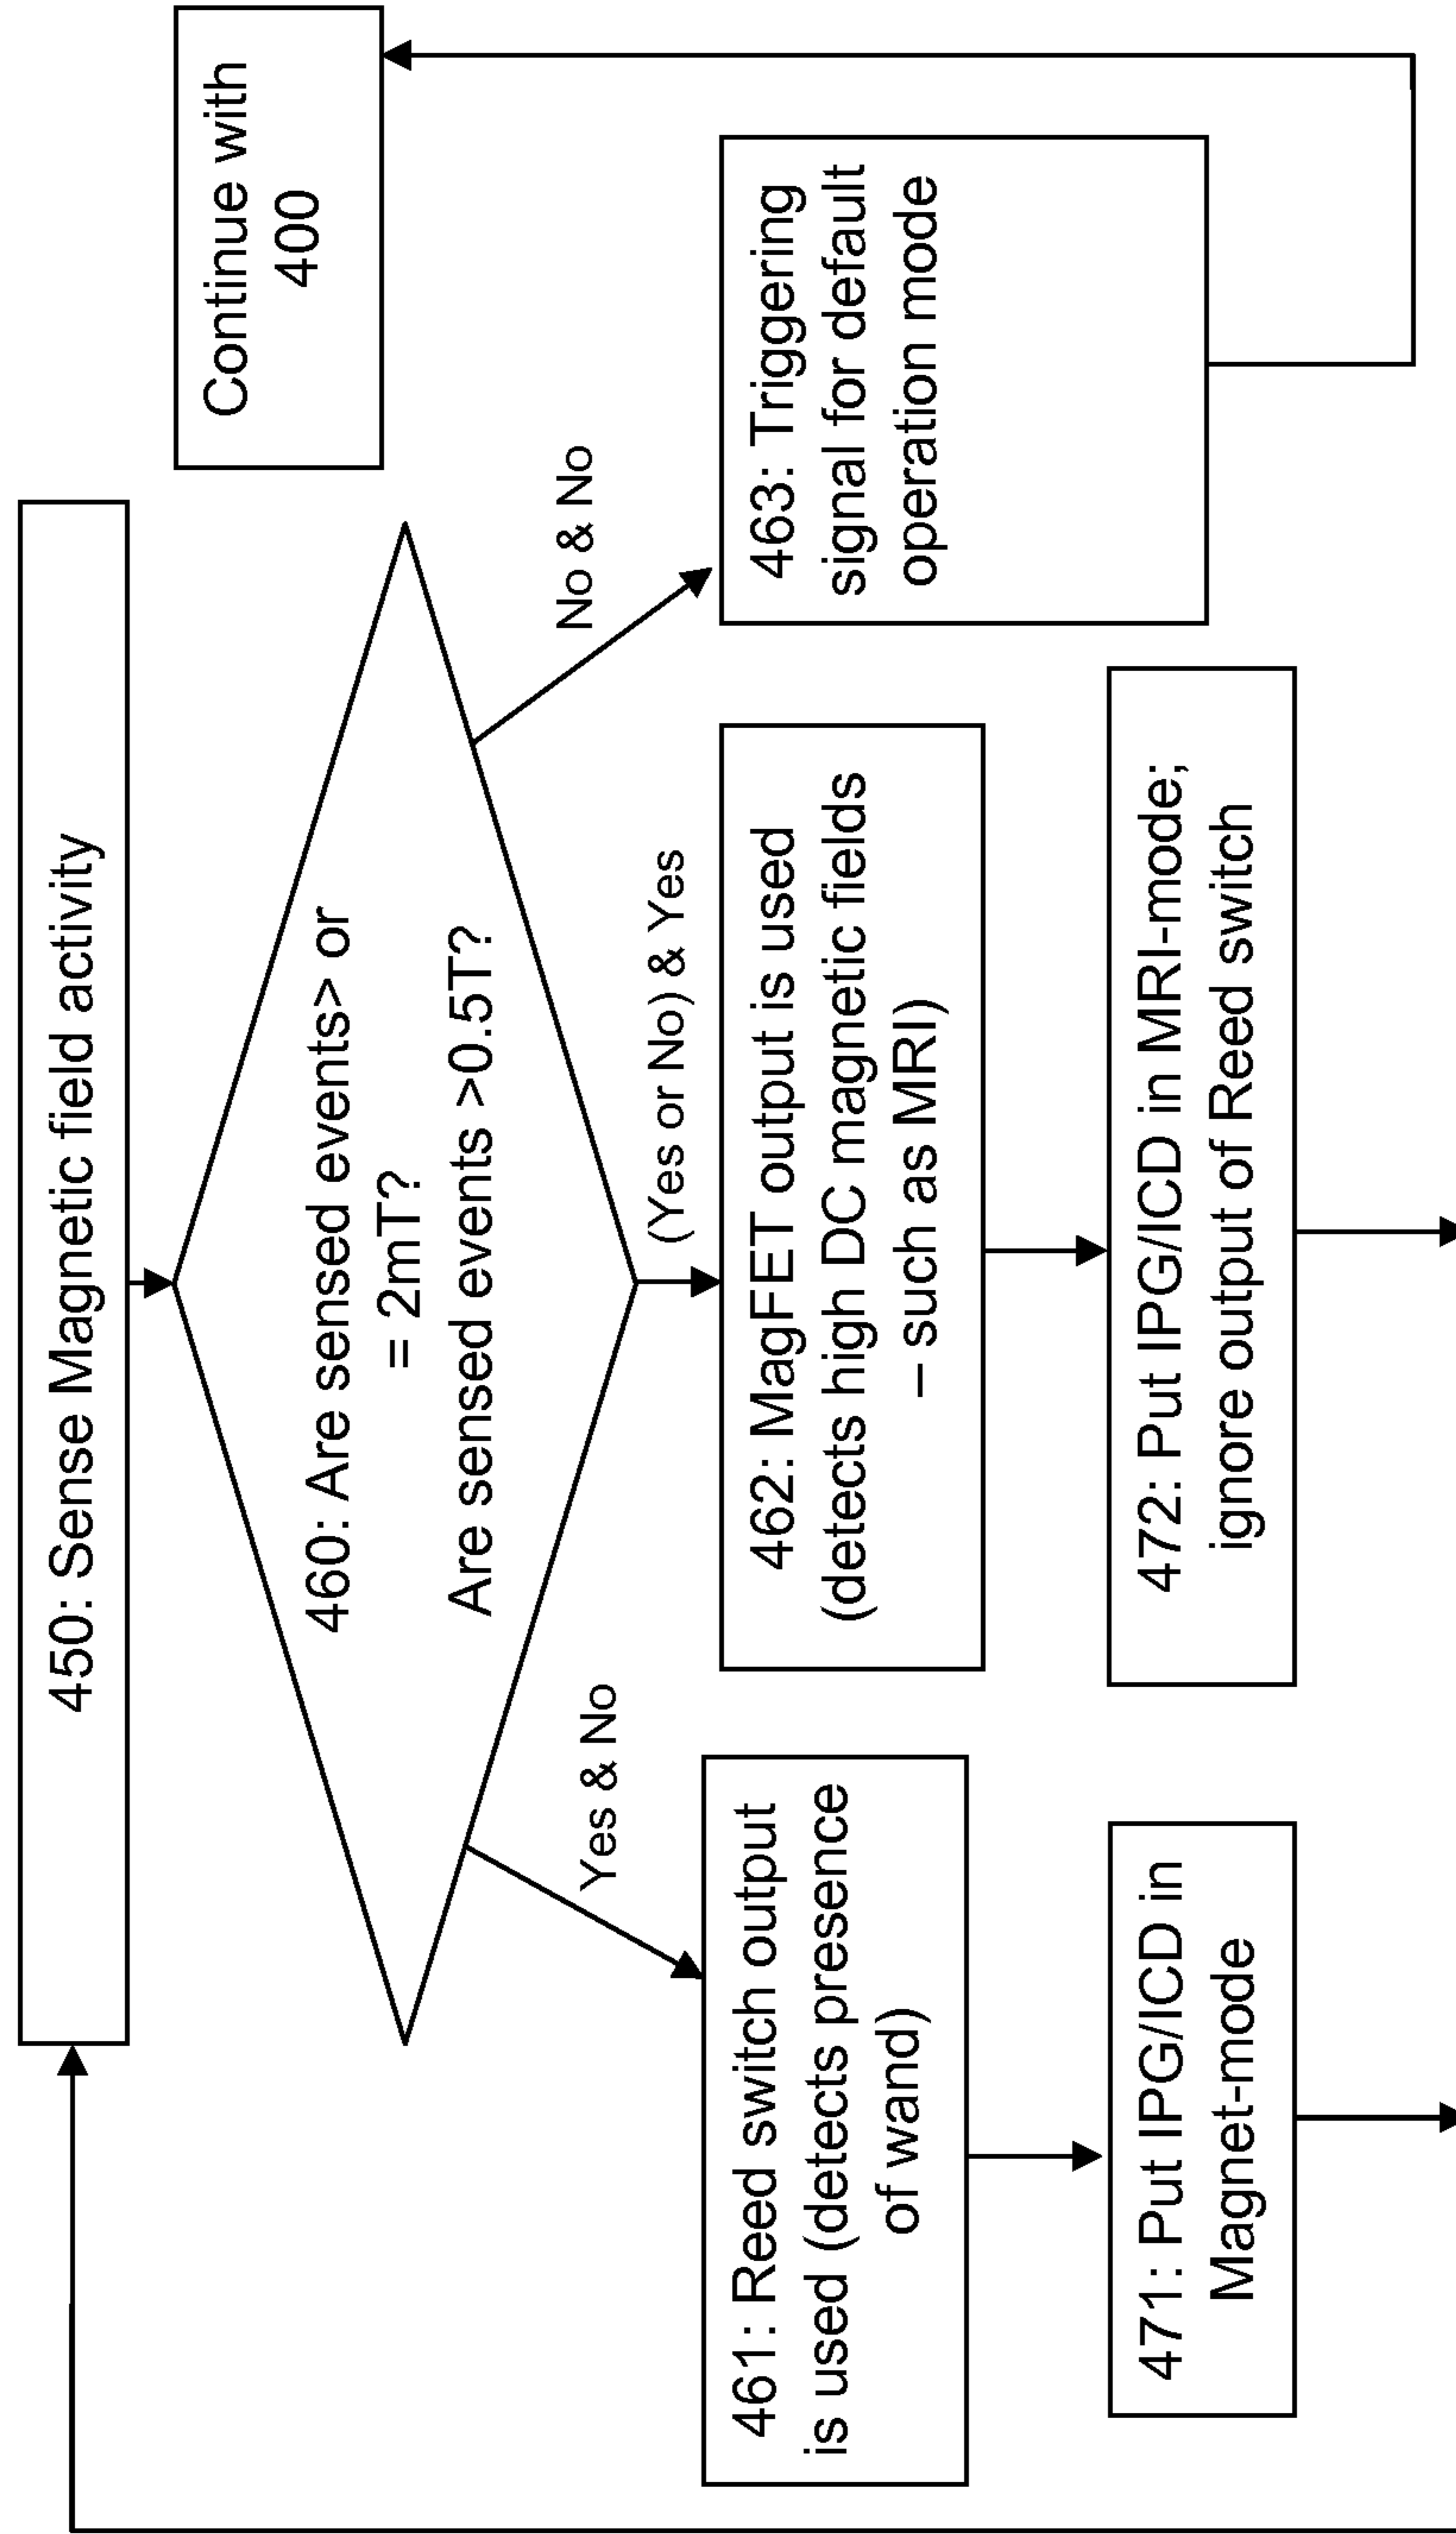 450: Sense Magnetic field activity
Continue with
400
460: Are sensed events> or
= 2mT?
Are sensed events >0.5T?
Yes & No
(Yes or No) & Yes
No & No
461: Reed switch output
is used (detects presence
of wand)
462: MagFET output is used
(detects high DC magnetic fields
– such as MRI)
463: Triggering
signal for default
operation mode
471: Put IPG/ICD in
Magnet-mode
472: Put IPG/ICD in MRI-mode;
ignore output of Reed switch